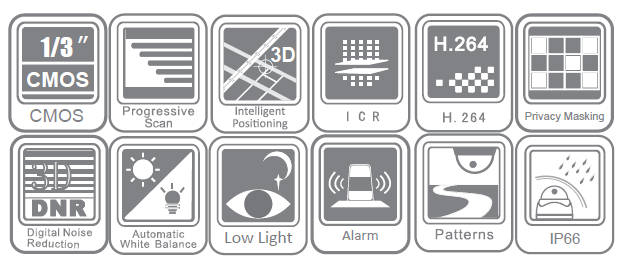 1/3″
CMOS
CMOS
Progressive
Scan
3D
Intelligent
Positioning
I C R
H.264
H.264
Privacy Masking
3D
DNR
Digital Noise
Reduction
Automatic
White Balance
Low Light
Alarm
Patterns
IP66